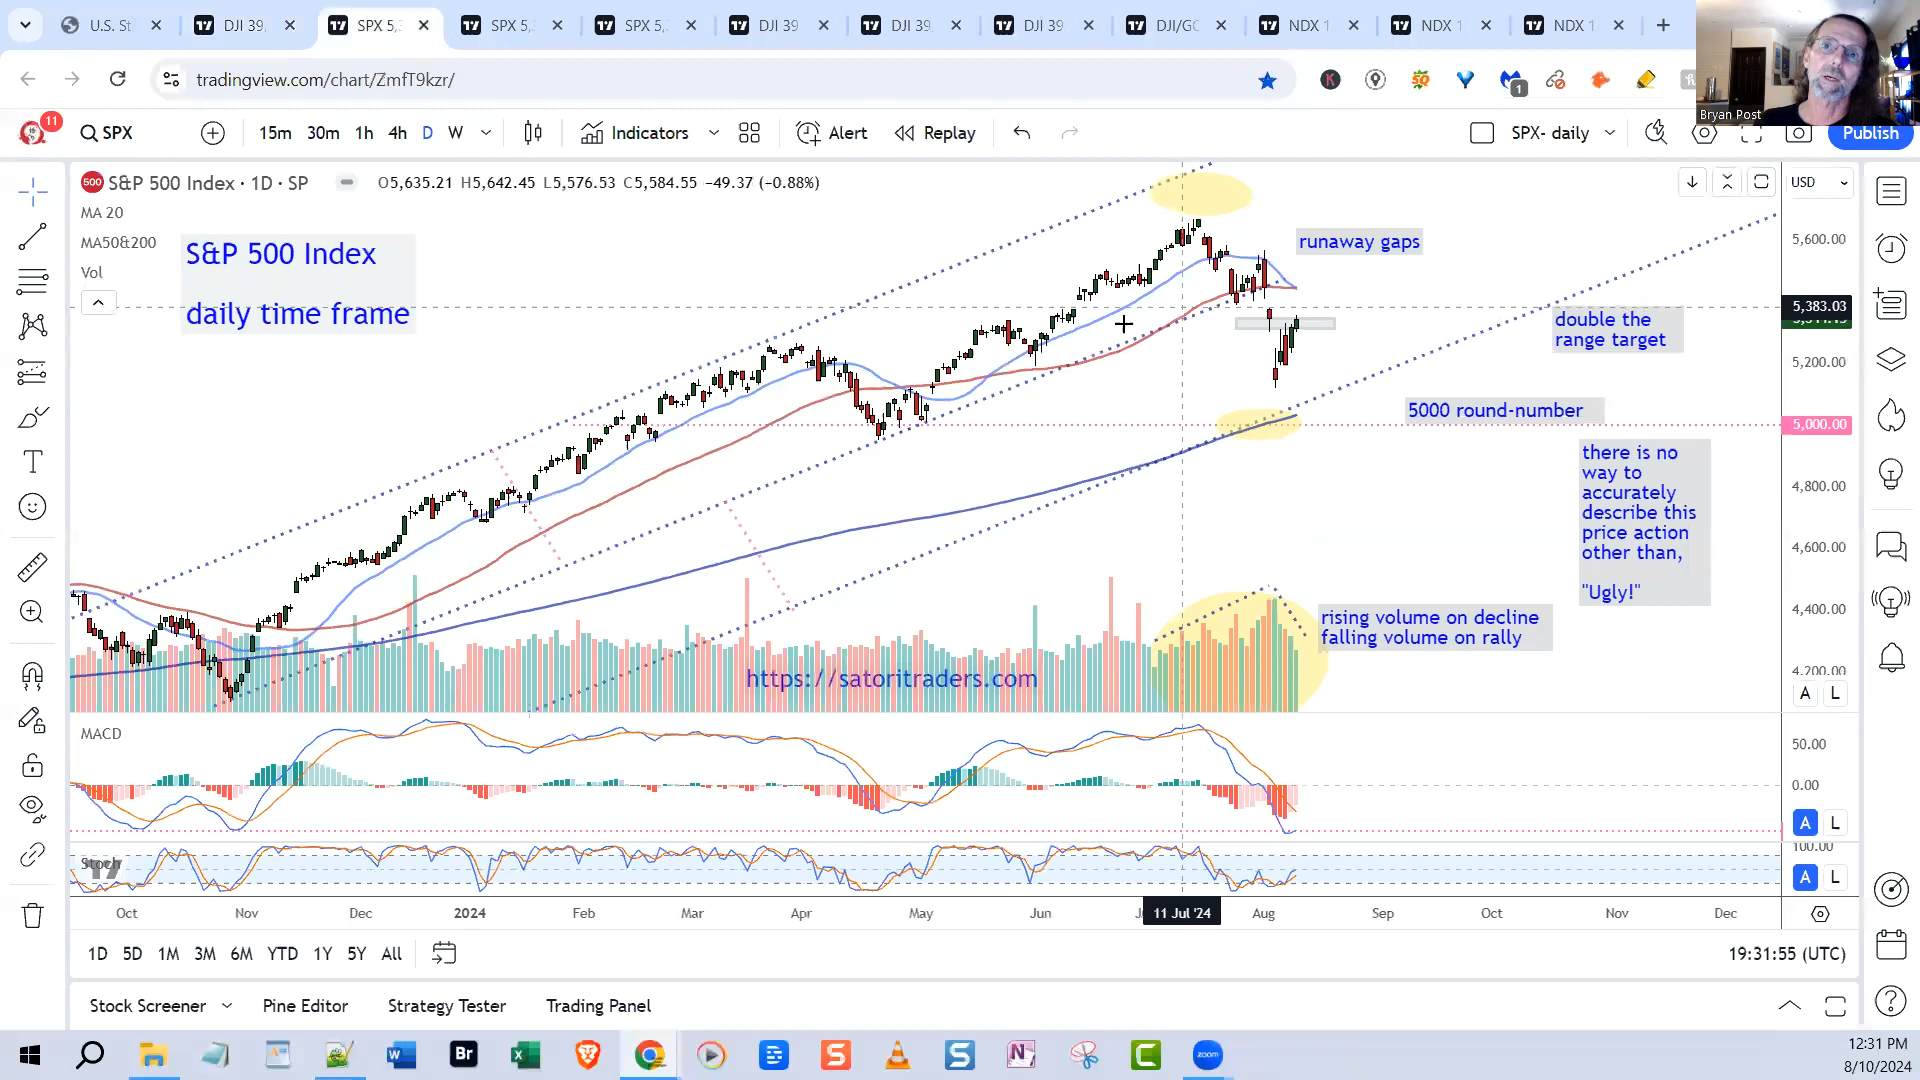 U.S. St
DJI 39,
SPX 5,3
SPX 5,3
SPX 5,3
DJI 39
DJI 39,
DJI 39
DJI/GC
NDX 1
NDX 1
NDX 1
tradingview.com/chart/ZmfT9kzr/
1
Bryan Post
11
SPX
15m
30m
1h
4h
D
W
Indicators
Alert
Replay
SPX- daily
Publish
500
S&P 500 Index · 1D · SP
O5,635.21 H5,642.45 L5,576.53 C5,584.55 −49.37 (−0.88%)
USD
MA 20
MA50&200
Vol
S&P 500 Index
daily time frame
runaway gaps
5,600.00
5,383.03
double the
range target
5,200.00
5000 round-number
5,000.00
there is no
way to
accurately
describe this
price action
other than,
"Ugly!"
4,800.00
4,600.00
4,400.00
4,200.00
rising volume on decline
falling volume on rally
https://satoritraders.com
A L
MACD
50.00
0.00
A L
Stoch
100.00
A L
Oct
Nov
Dec
2024
Feb
Mar
Apr
May
Jun
11 Jul '24
Aug
Sep
Oct
Nov
Dec
1D
5D
1M
3M
6M
YTD
1Y
5Y
All
19:31:55 (UTC)
Stock Screener
Pine Editor
Strategy Tester
Trading Panel
Br
zoom
12:31 PM
8/10/2024